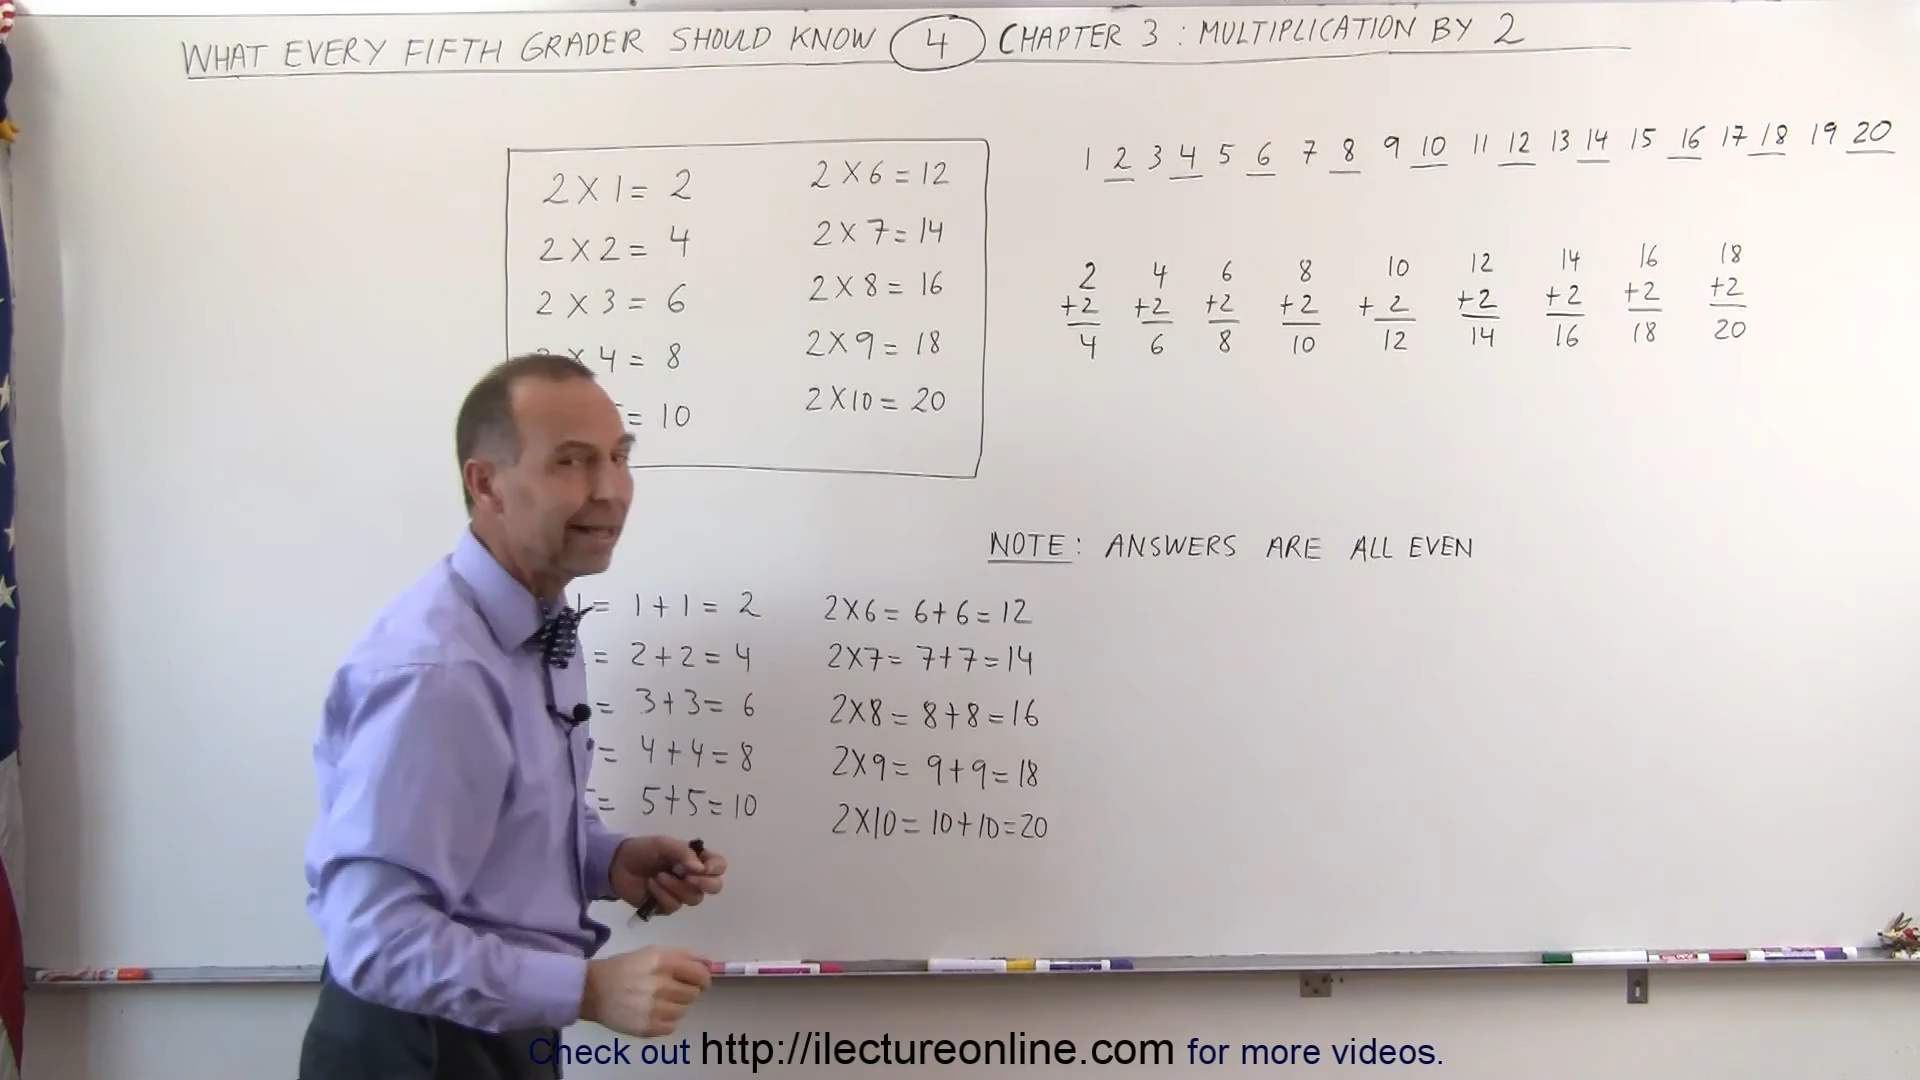 WHAT EVERY FIFTH GRADER SHOULD KNOW 4 CHAPTER 3 : MULTIPLICATION BY 2
2 X 1 = 2
2 X 2 = 4
2 X 3 = 6
X 4 = 8
= 10
2 X 6 = 12
2 X 7 = 14
2 X 8 = 16
2 X 9 = 18
2 X 10 = 20
1 2 3 4 5 6 7 8 9 10 11 12 13 14 15 16 17 18 19 20
2 4 6 8 10 12 14 16 18
+2 +2 +2 +2 +2 +2 +2 +2 +2
4 6 8 10 12 14 16 18 20
NOTE: ANSWERS ARE ALL EVEN
1 = 1 + 1 = 2
= 2 + 2 = 4
= 3 + 3 = 6
= 4 + 4 = 8
= 5 + 5 = 10
2 X 6 = 6 + 6 = 12
2 X 7 = 7 + 7 = 14
2 X 8 = 8 + 8 = 16
2 X 9 = 9 + 9 = 18
2 X 10 = 10 + 10 = 20
Check out http://ilectureonline.com for more videos.